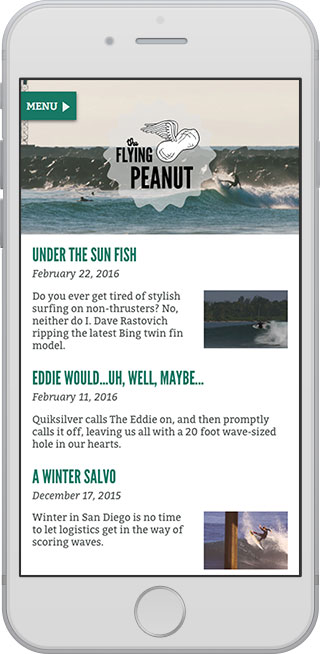 MENU
the
FLYING
PEANUT
UNDER THE SUN FISH
February 22, 2016
Do you ever get tired of stylish
surfing on non-thrusters? No,
neither do I. Dave Rastovich
ripping the latest Bing twin fin
model.
EDDIE WOULD...UH, WELL, MAYBE...
February 11, 2016
Quiksilver calls The Eddie on, and then promptly
calls it off, leaving us all with a 20 foot wave-sized
hole in our hearts.
A WINTER SALVO
December 17, 2015
Winter in San Diego is no time
to let logistics get in the way of
scoring waves.